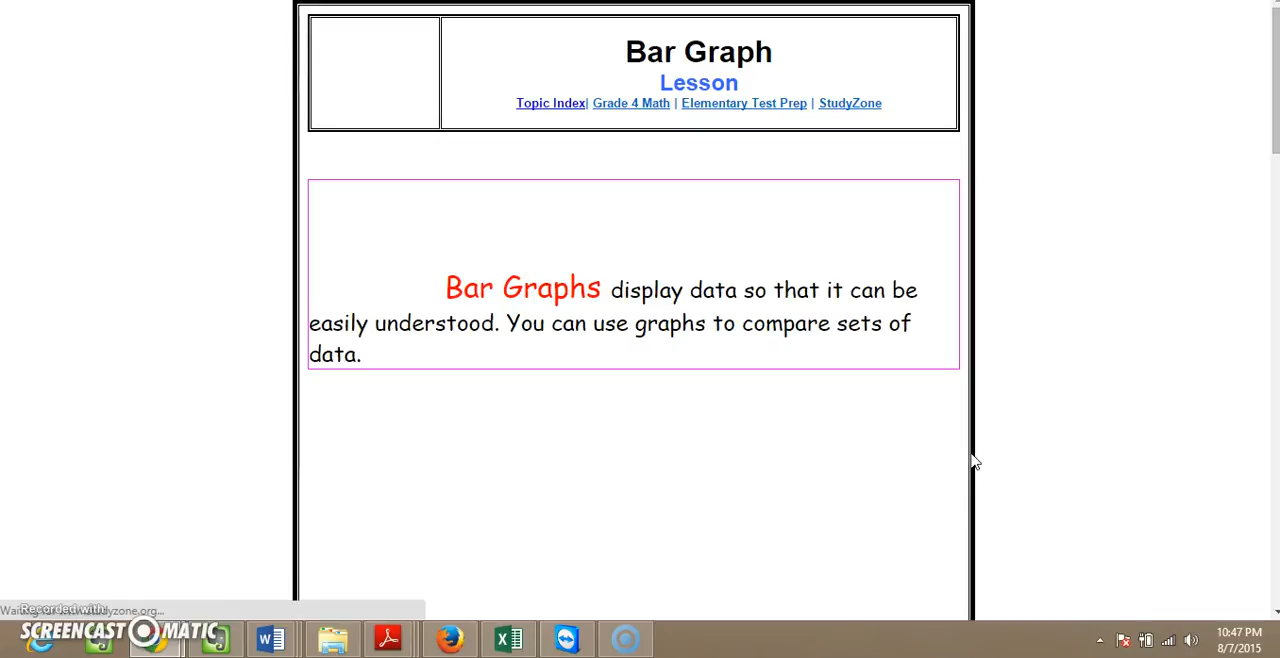 Bar Graph
Lesson
Topic Index| Grade 4 Math | Elementary Test Prep | StudyZone
Bar Graphs display data so that it can be
easily understood. You can use graphs to compare sets of
data.
Recorded with
SCREENCAST MATIC
10:47 PM
8/7/2015